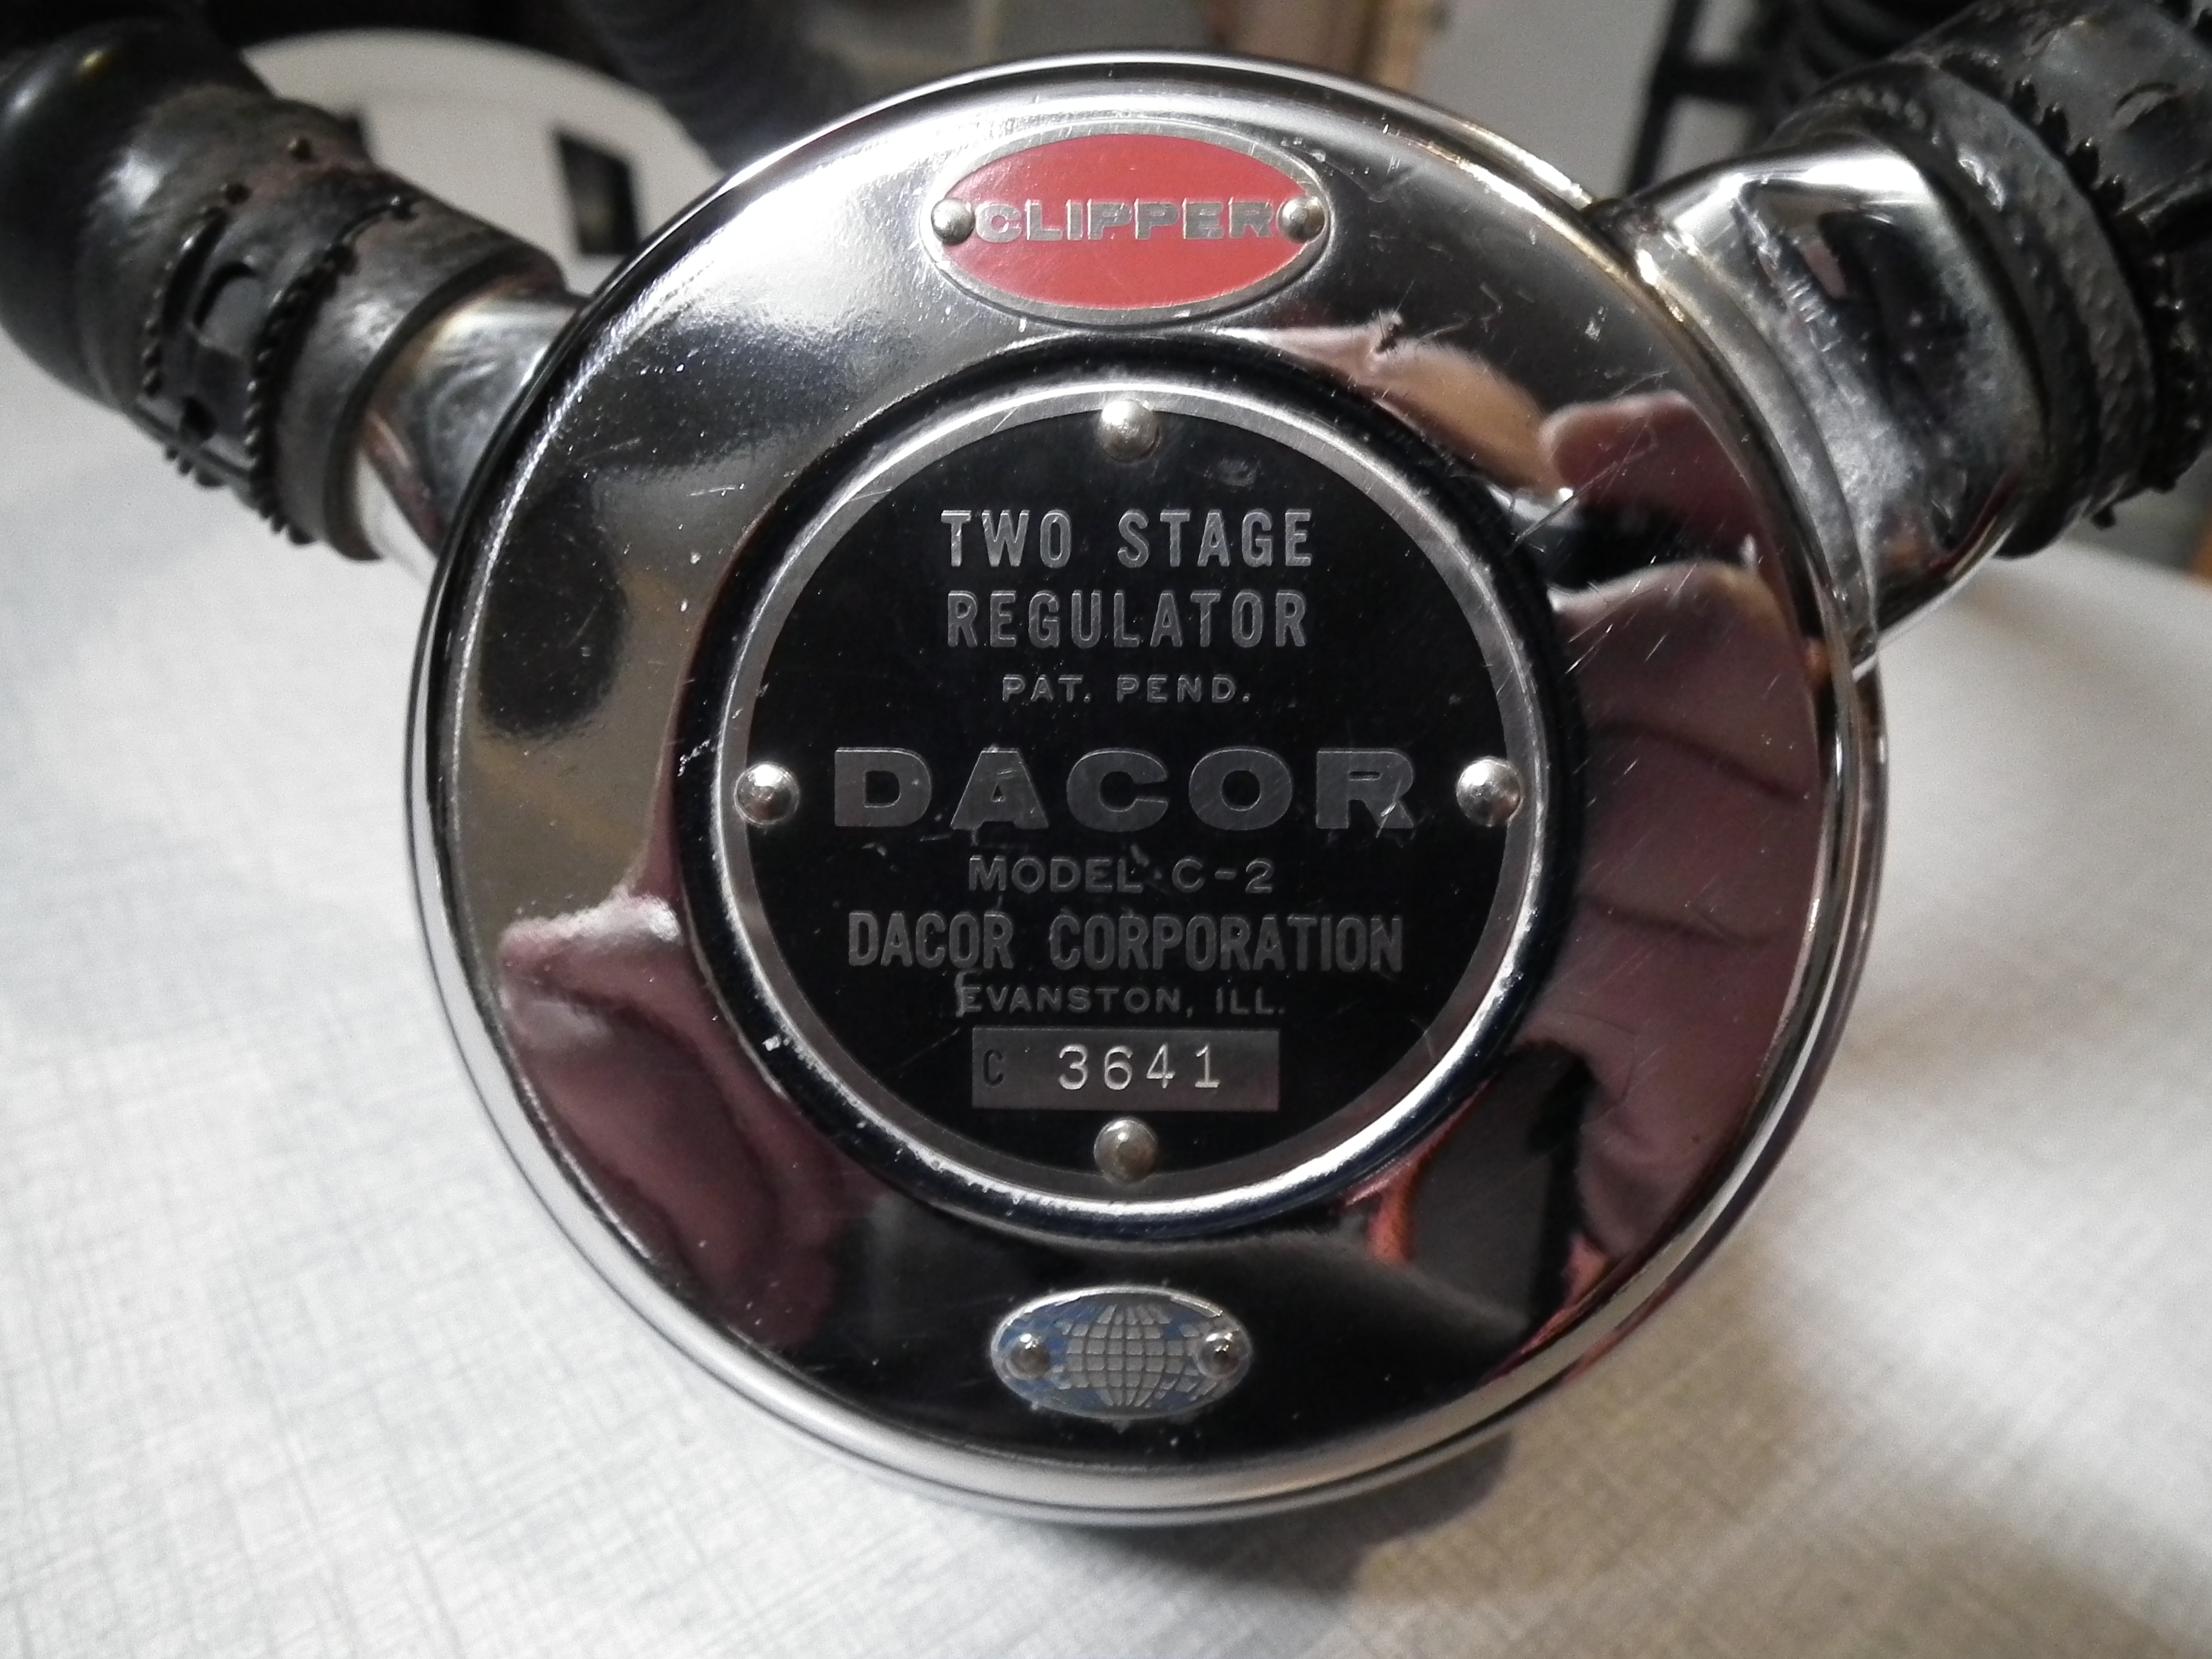 CLIPPER
TWO STAGE
REGULATOR
PAT. PEND.
DACOR
MODEL C-2
DACOR CORPORATION
EVANSTON, ILL.
C 3641